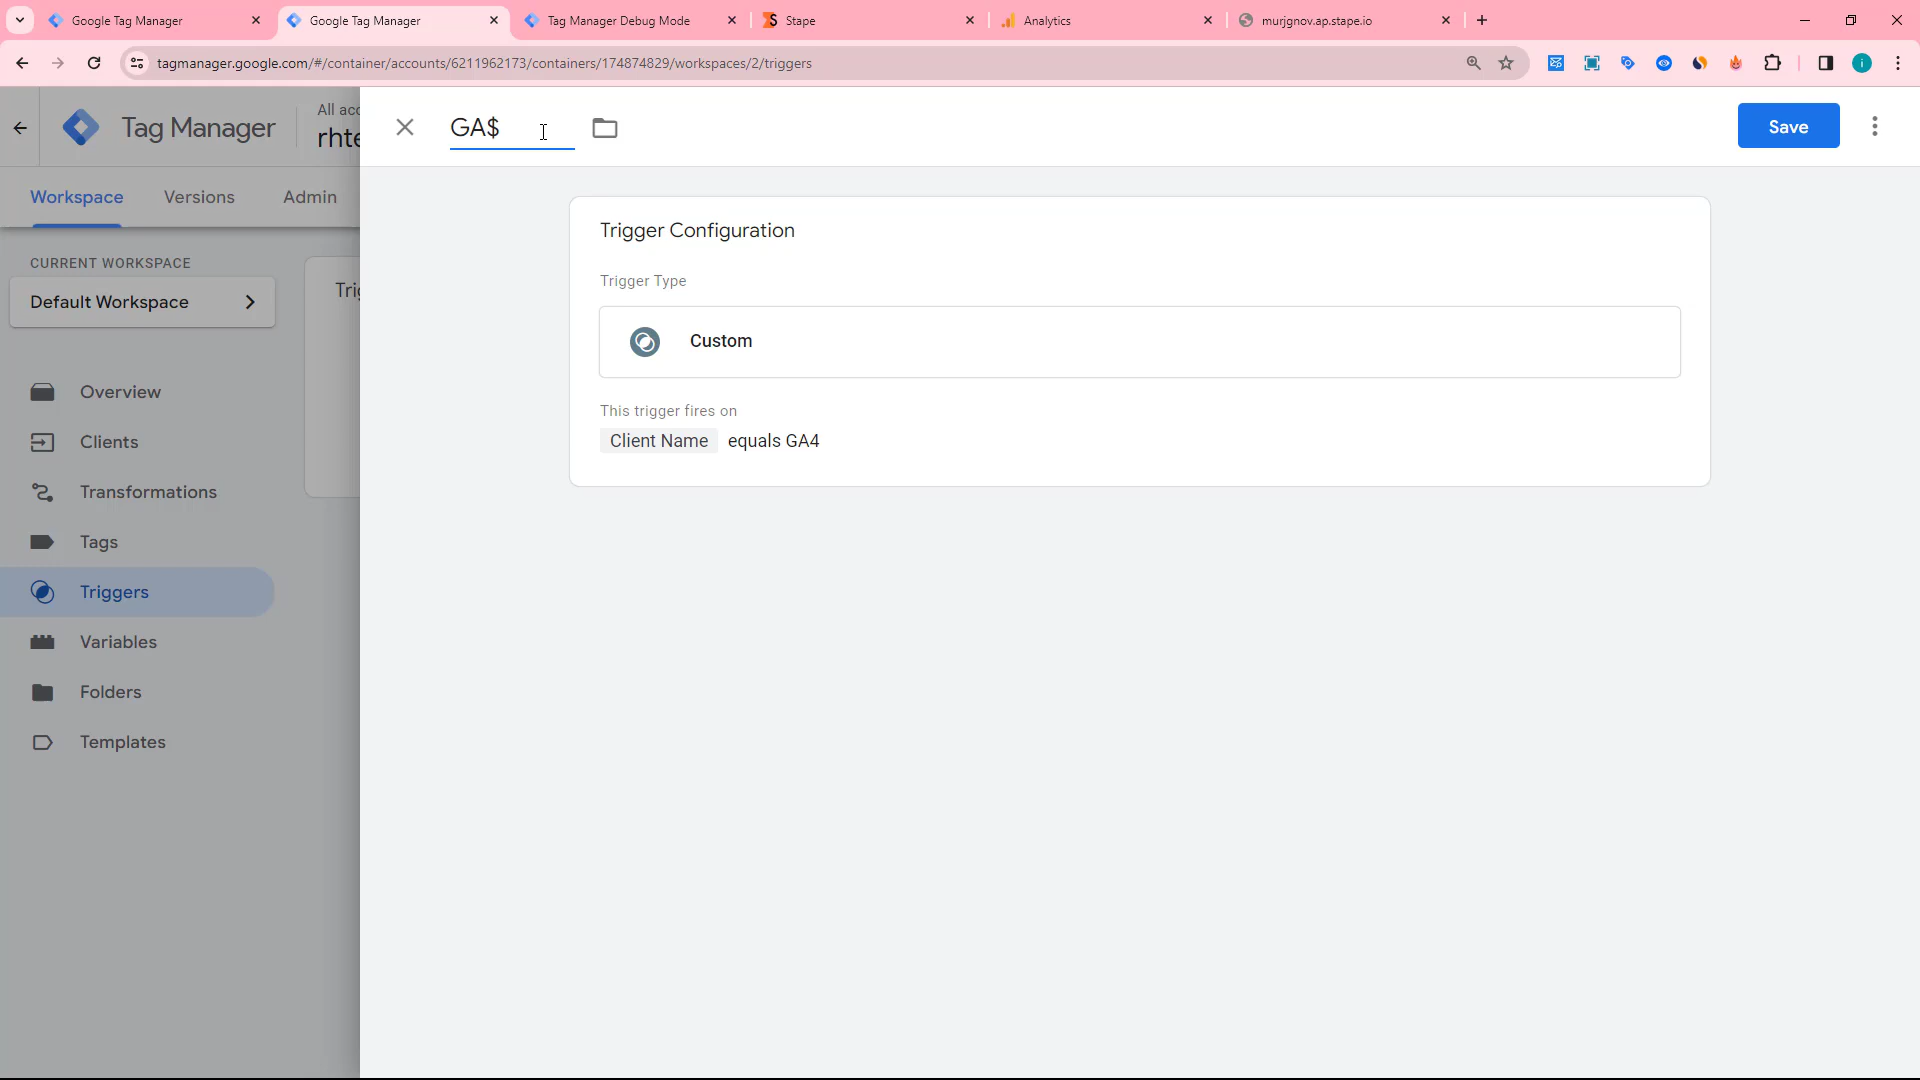 Google Tag Manager
Google Tag Manager
Tag Manager Debug Mode
Stape
Analytics
murjgnov.ap.stape.io
tagmanager.google.com/#/container/accounts/6211962173/containers/174874829/workspaces/2/triggers
Tag Manager
All acc
rhte
GA$
Save
Workspace
Versions
Admin
CURRENT WORKSPACE
Default Workspace
Trig
Overview
Clients
Transformations
Tags
Triggers
Variables
Folders
Templates
Trigger Configuration
Trigger Type
Custom
This trigger fires on
Client Name equals GA4